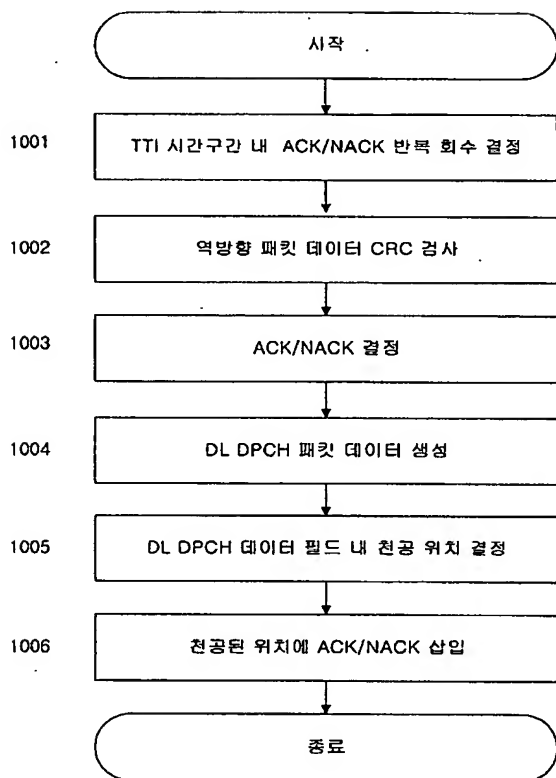 시작
1001 TTI 시간구간 내 ACK/NACK 반복 회수 결정
1002 역방향 패킷 데이터 CRC 검사
1003 ACK/NACK 결정
1004 DL DPCH 패킷 데이터 생성
1005 DL DPCH 데이터 필드 내 천공 위치 결정
1006 천공된 위치에 ACK/NACK 삽입
종료